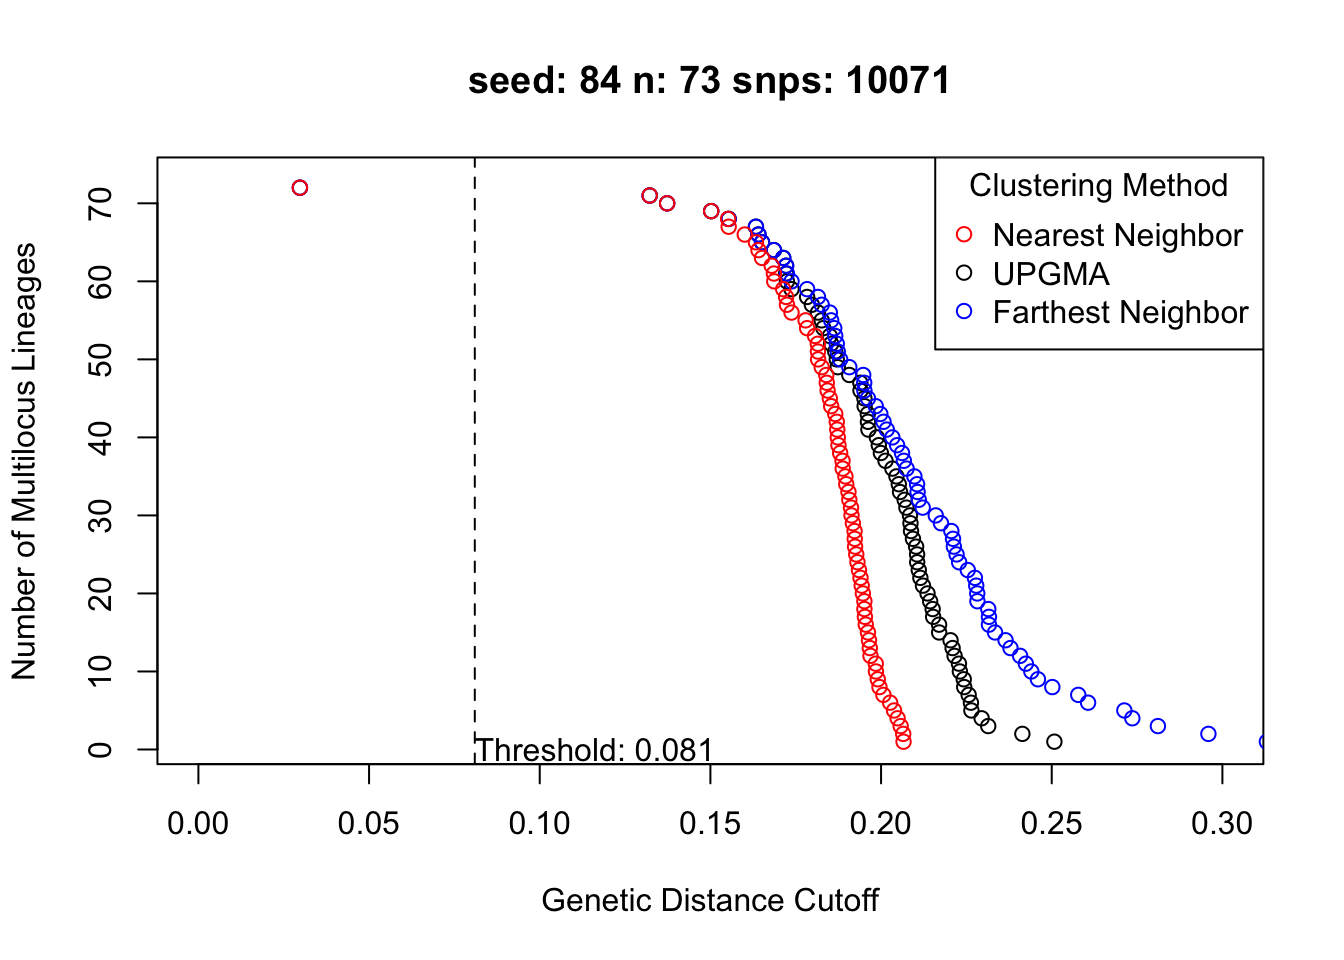 seed: 84 n: 73 snps: 10071
Clustering Method
Nearest Neighbor
UPGMA
Farthest Neighbor
Number of Multilocus Lineages
70
60
50
40
30
20
10
0
Threshold: 0.081
0.00 0.05 0.10 0.15 0.20 0.25 0.30
Genetic Distance Cutoff